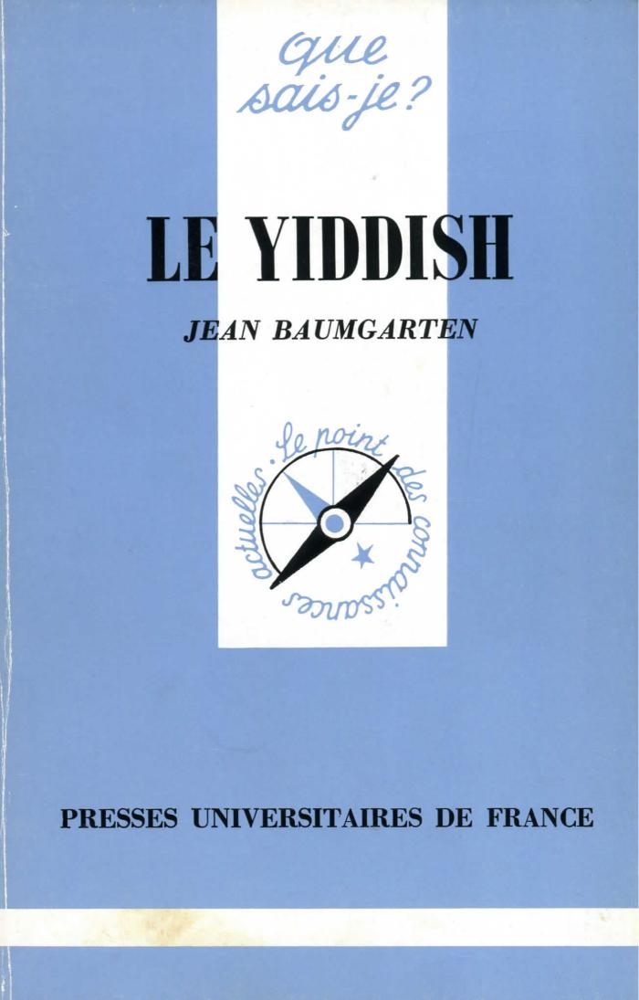 que
sais-je?
LE YIDDISH
JEAN BAUMGARTEN
Le point des connaissances actuelles.
PRESSES UNIVERSITAIRES DE FRANCE